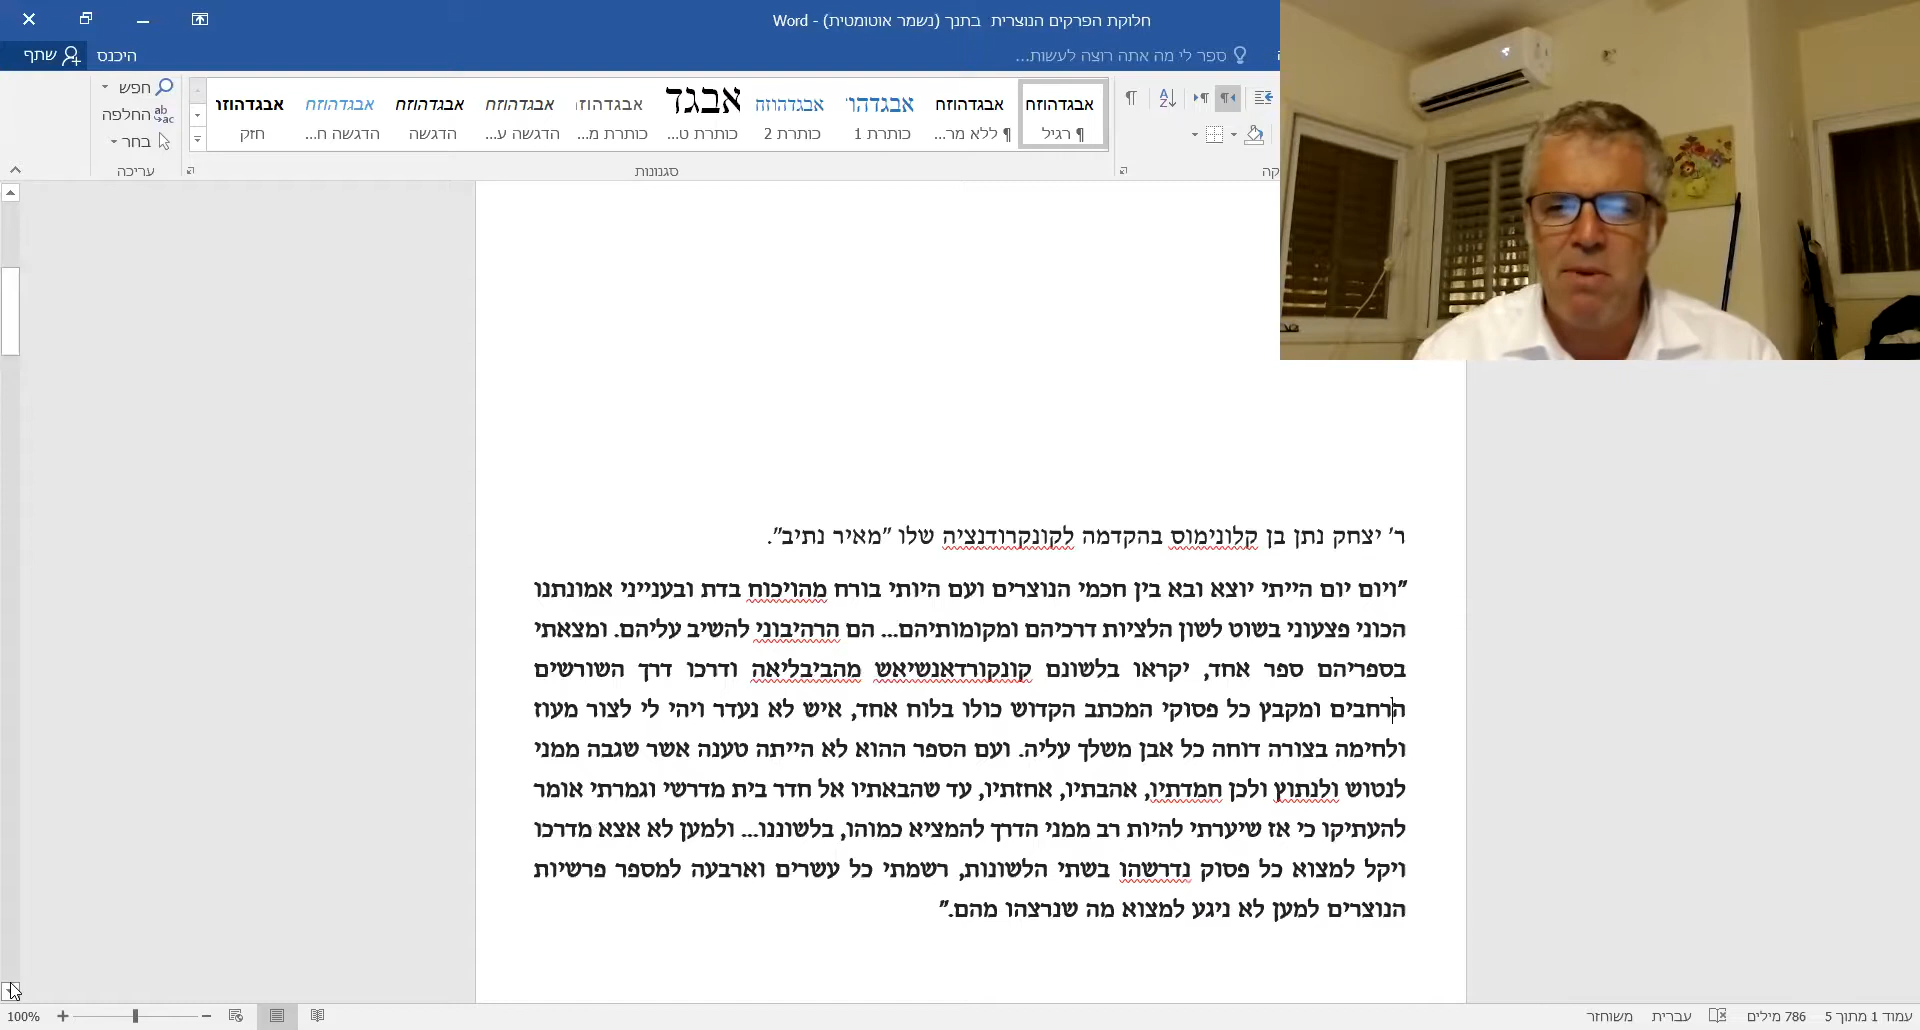 חלוקת הפרקים הנוצרית בתנך (נשמר אוטומטית) - Word
ספר לי מה אתה רוצה לעשות...
היכנס
שתף
אבגדהוזח
אבגדהוזח
אבגדהו
אבגדהוזח
אבגד
אבגדהוז
אבגדהוזח
אבגדהוזח
אבגדהוזח
אבגדהוזו
¶ רגיל
¶ ללא מר...
כותרת 1
כותרת 2
כותרת ט...
כותרת מ...
הדגשה ע...
הדגשה
הדגשה ח...
חזק
חפש
החלפה
בחר
קה
סגנונות
עריכה
ר' יצחק נתן בן קלונימוס בהקדמה לקונקרודנציה שלו "מאיר נתיב".
"ויום יום הייתי יוצא ובא בין חכמי הנוצרים ועם היותי בורח מהויכוח בדת ובענייני אמונתנו
הכוני פצעוני בשוט לשון הלציות דרכיהם ומקומותיהם... הם הרהיבוני להשיב עליהם. ומצאתי
בספריהם ספר אחד, יקראו בלשונם קונקורדאנשיאש מהביבליאה ודרכו דרך השורשים
הרחבים ומקבץ כל פסוקי המכתב הקדוש כולו בלוח אחד, איש לא נעדר ויהי לי לצור מעוז
ולחימה בצורה דוחה כל אבן משלך עליה. ועם הספר ההוא לא הייתה טענה אשר שגבה ממני
לנטוש ולנתוץ ולכן חמדתיו, אהבתיו, אחזתיו, עד שהבאתיו אל חדר בית מדרשי וגמרתי אומר
להעתיקו כי אז שיערתי להיות רב ממני הדרך להמציא כמוהו, בלשוננו... ולמען לא אצא מדרכו
ויקל למצוא כל פסוק נדרשהו בשתי הלשונות, רשמתי כל עשרים וארבעה למספר פרשיות
הנוצרים למען לא ניגע למצוא מה שנרצהו מהם."
עמוד 1 מתוך 5
786 מילים
עברית
משוחזר
100%